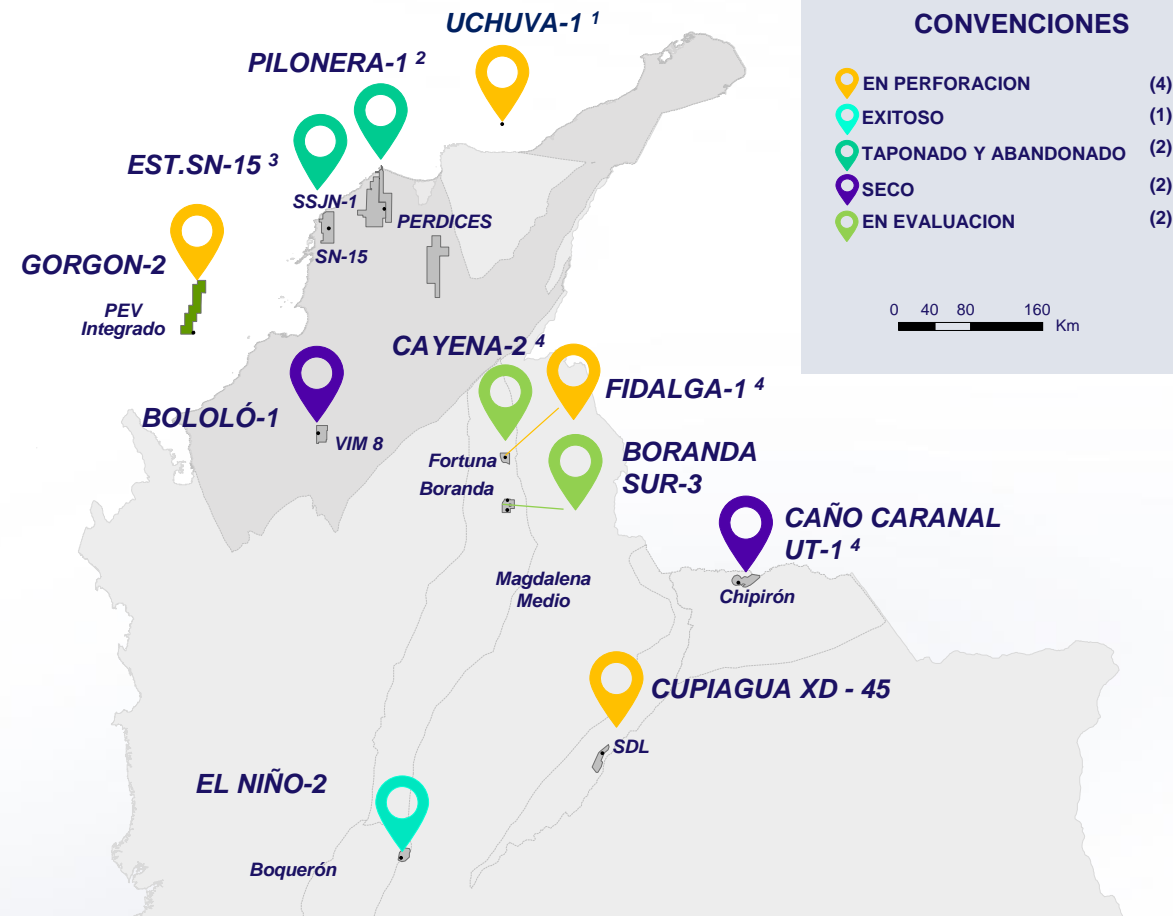 UCHUVA-1 1
PILONERA-1 2
EST.SN-15 3
SSJN-1
PERDICES
SN-15
GORGON-2
PEV
Integrado
CAYENA-2 4
FIDALGA-1 4
BOLOLÓ-1
VIM 8
Fortuna
Boranda
BORANDA
SUR-3
CAÑO CARANAL
UT-1 4
Chipirón
Magdalena
Medio
CUPIAGUA XD - 45
SDL
EL NIÑO-2
Boquerón
CONVENCIONES
EN PERFORACION (4)
EXITOSO (1)
TAPONADO Y ABANDONADO (2)
SECO (2)
EN EVALUACION (2)
0 40 80 160
Km